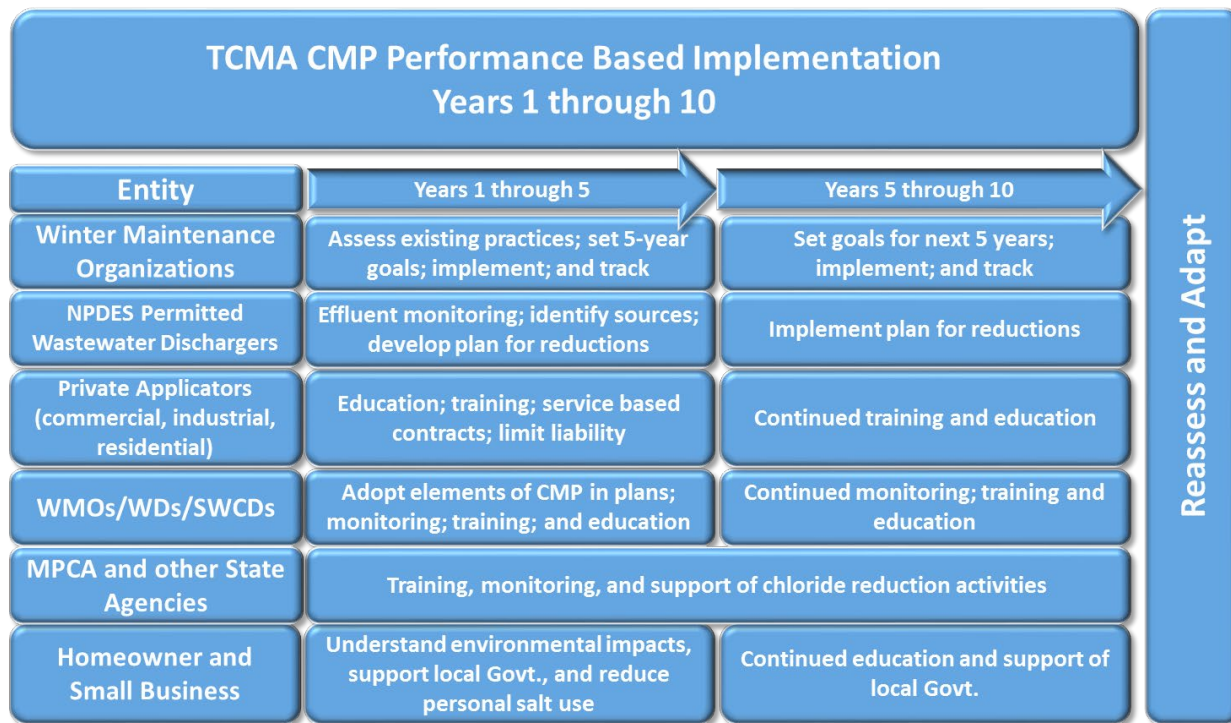 TCMA CMP Performance Based Implementation
Years 1 through 10
Entity
Years 1 through 5
Years 5 through 10
Winter Maintenance
Organizations
Assess existing practices; set 5-year
goals; implement; and track
Set goals for next 5 years;
implement; and track
NPDES Permitted
Wastewater Dischargers
Effluent monitoring; identify sources;
develop plan for reductions
Implement plan for reductions
Private Applicators
(commercial, industrial,
residential)
Education; training; service based
contracts; limit liability
Continued training and education
WMOs/WDs/SWCDs
Adopt elements of CMP in plans;
monitoring; training; and education
Continued monitoring; training and
education
MPCA and other State
Agencies
Training, monitoring, and support of chloride reduction activities
Homeowner and
Small Business
Understand environmental impacts,
support local Govt., and reduce
personal salt use
Continued education and support of
local Govt.
Reassess and Adapt